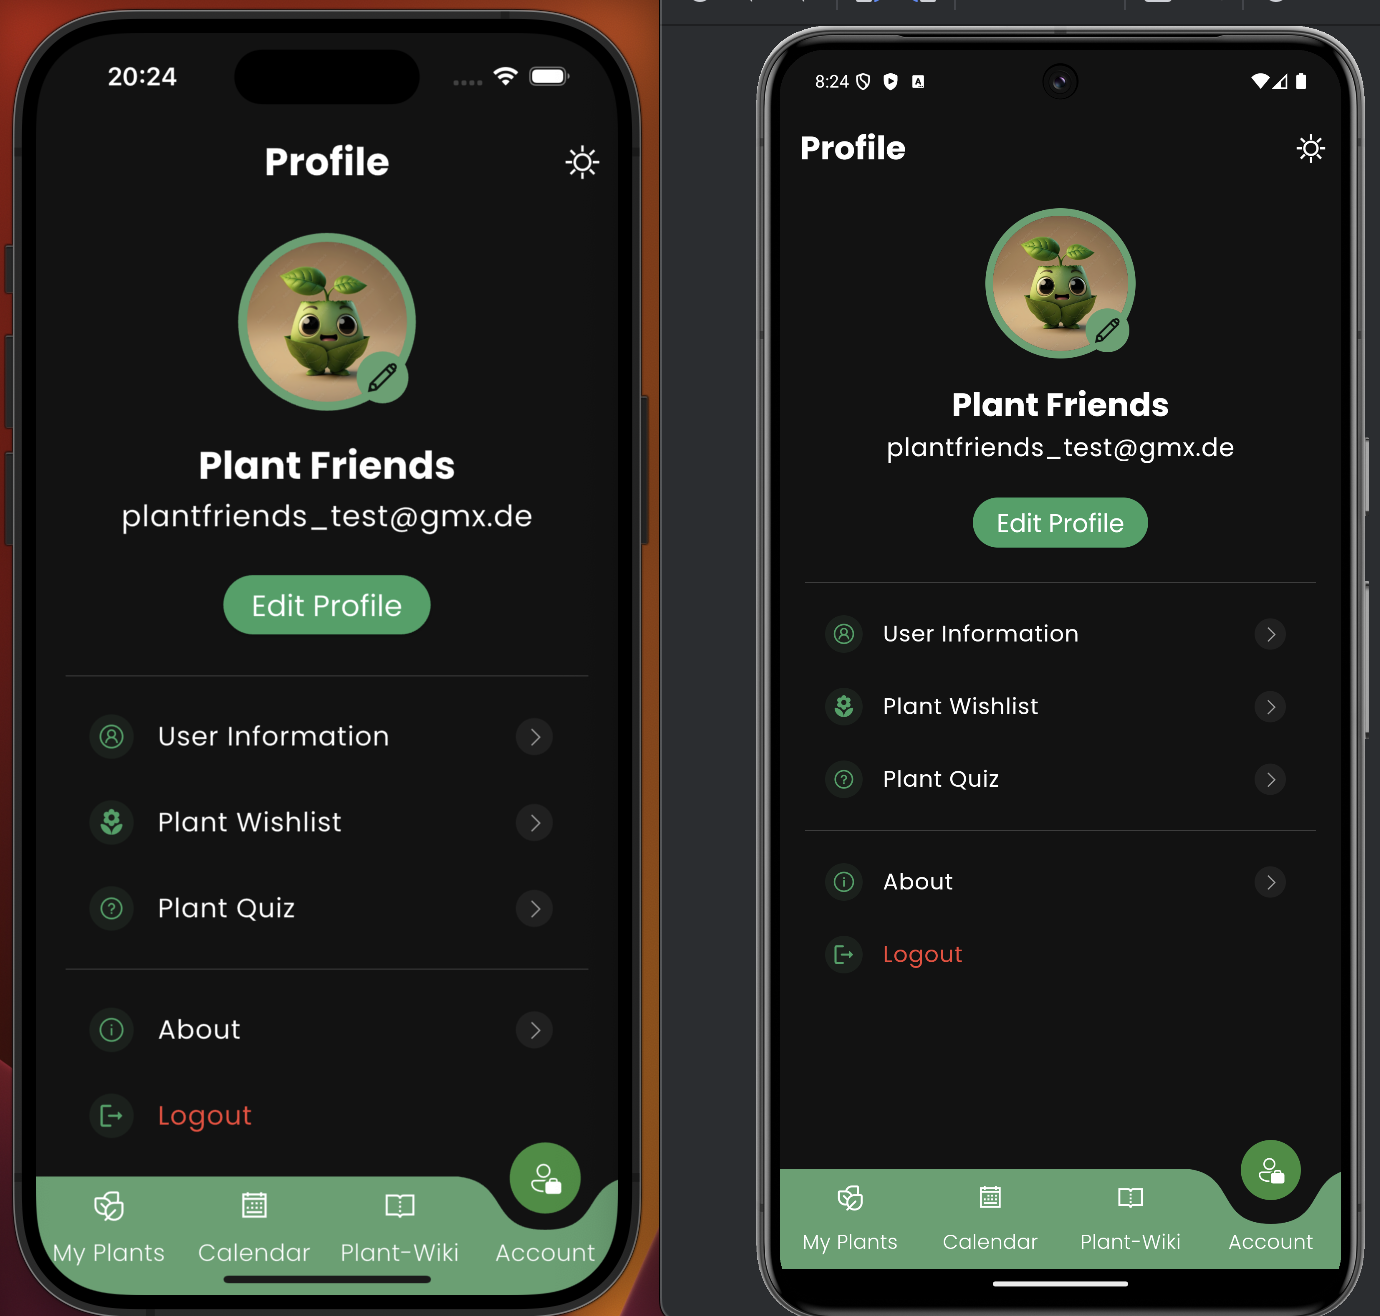 20:24
Profile
Plant Friends
plantfriends_test@gmx.de
Edit Profile
User Information
Plant Wishlist
Plant Quiz
About
Logout
My Plants
Calendar
Plant-Wiki
Account
8:24
A
Profile
Plant Friends
plantfriends_test@gmx.de
Edit Profile
User Information
Plant Wishlist
Plant Quiz
About
Logout
My Plants
Calendar
Plant-Wiki
Account